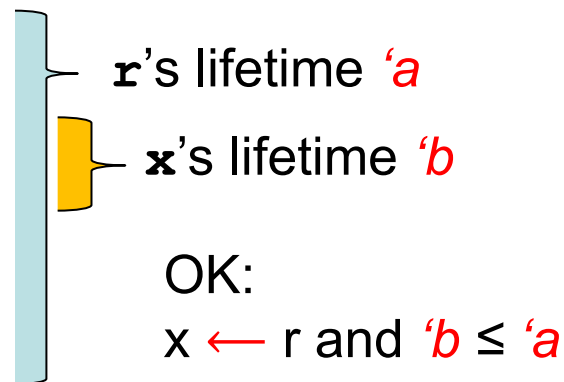 r’s lifetime ‘a
x’s lifetime ‘b
OK:
x ← r and ‘b ≤ ‘a